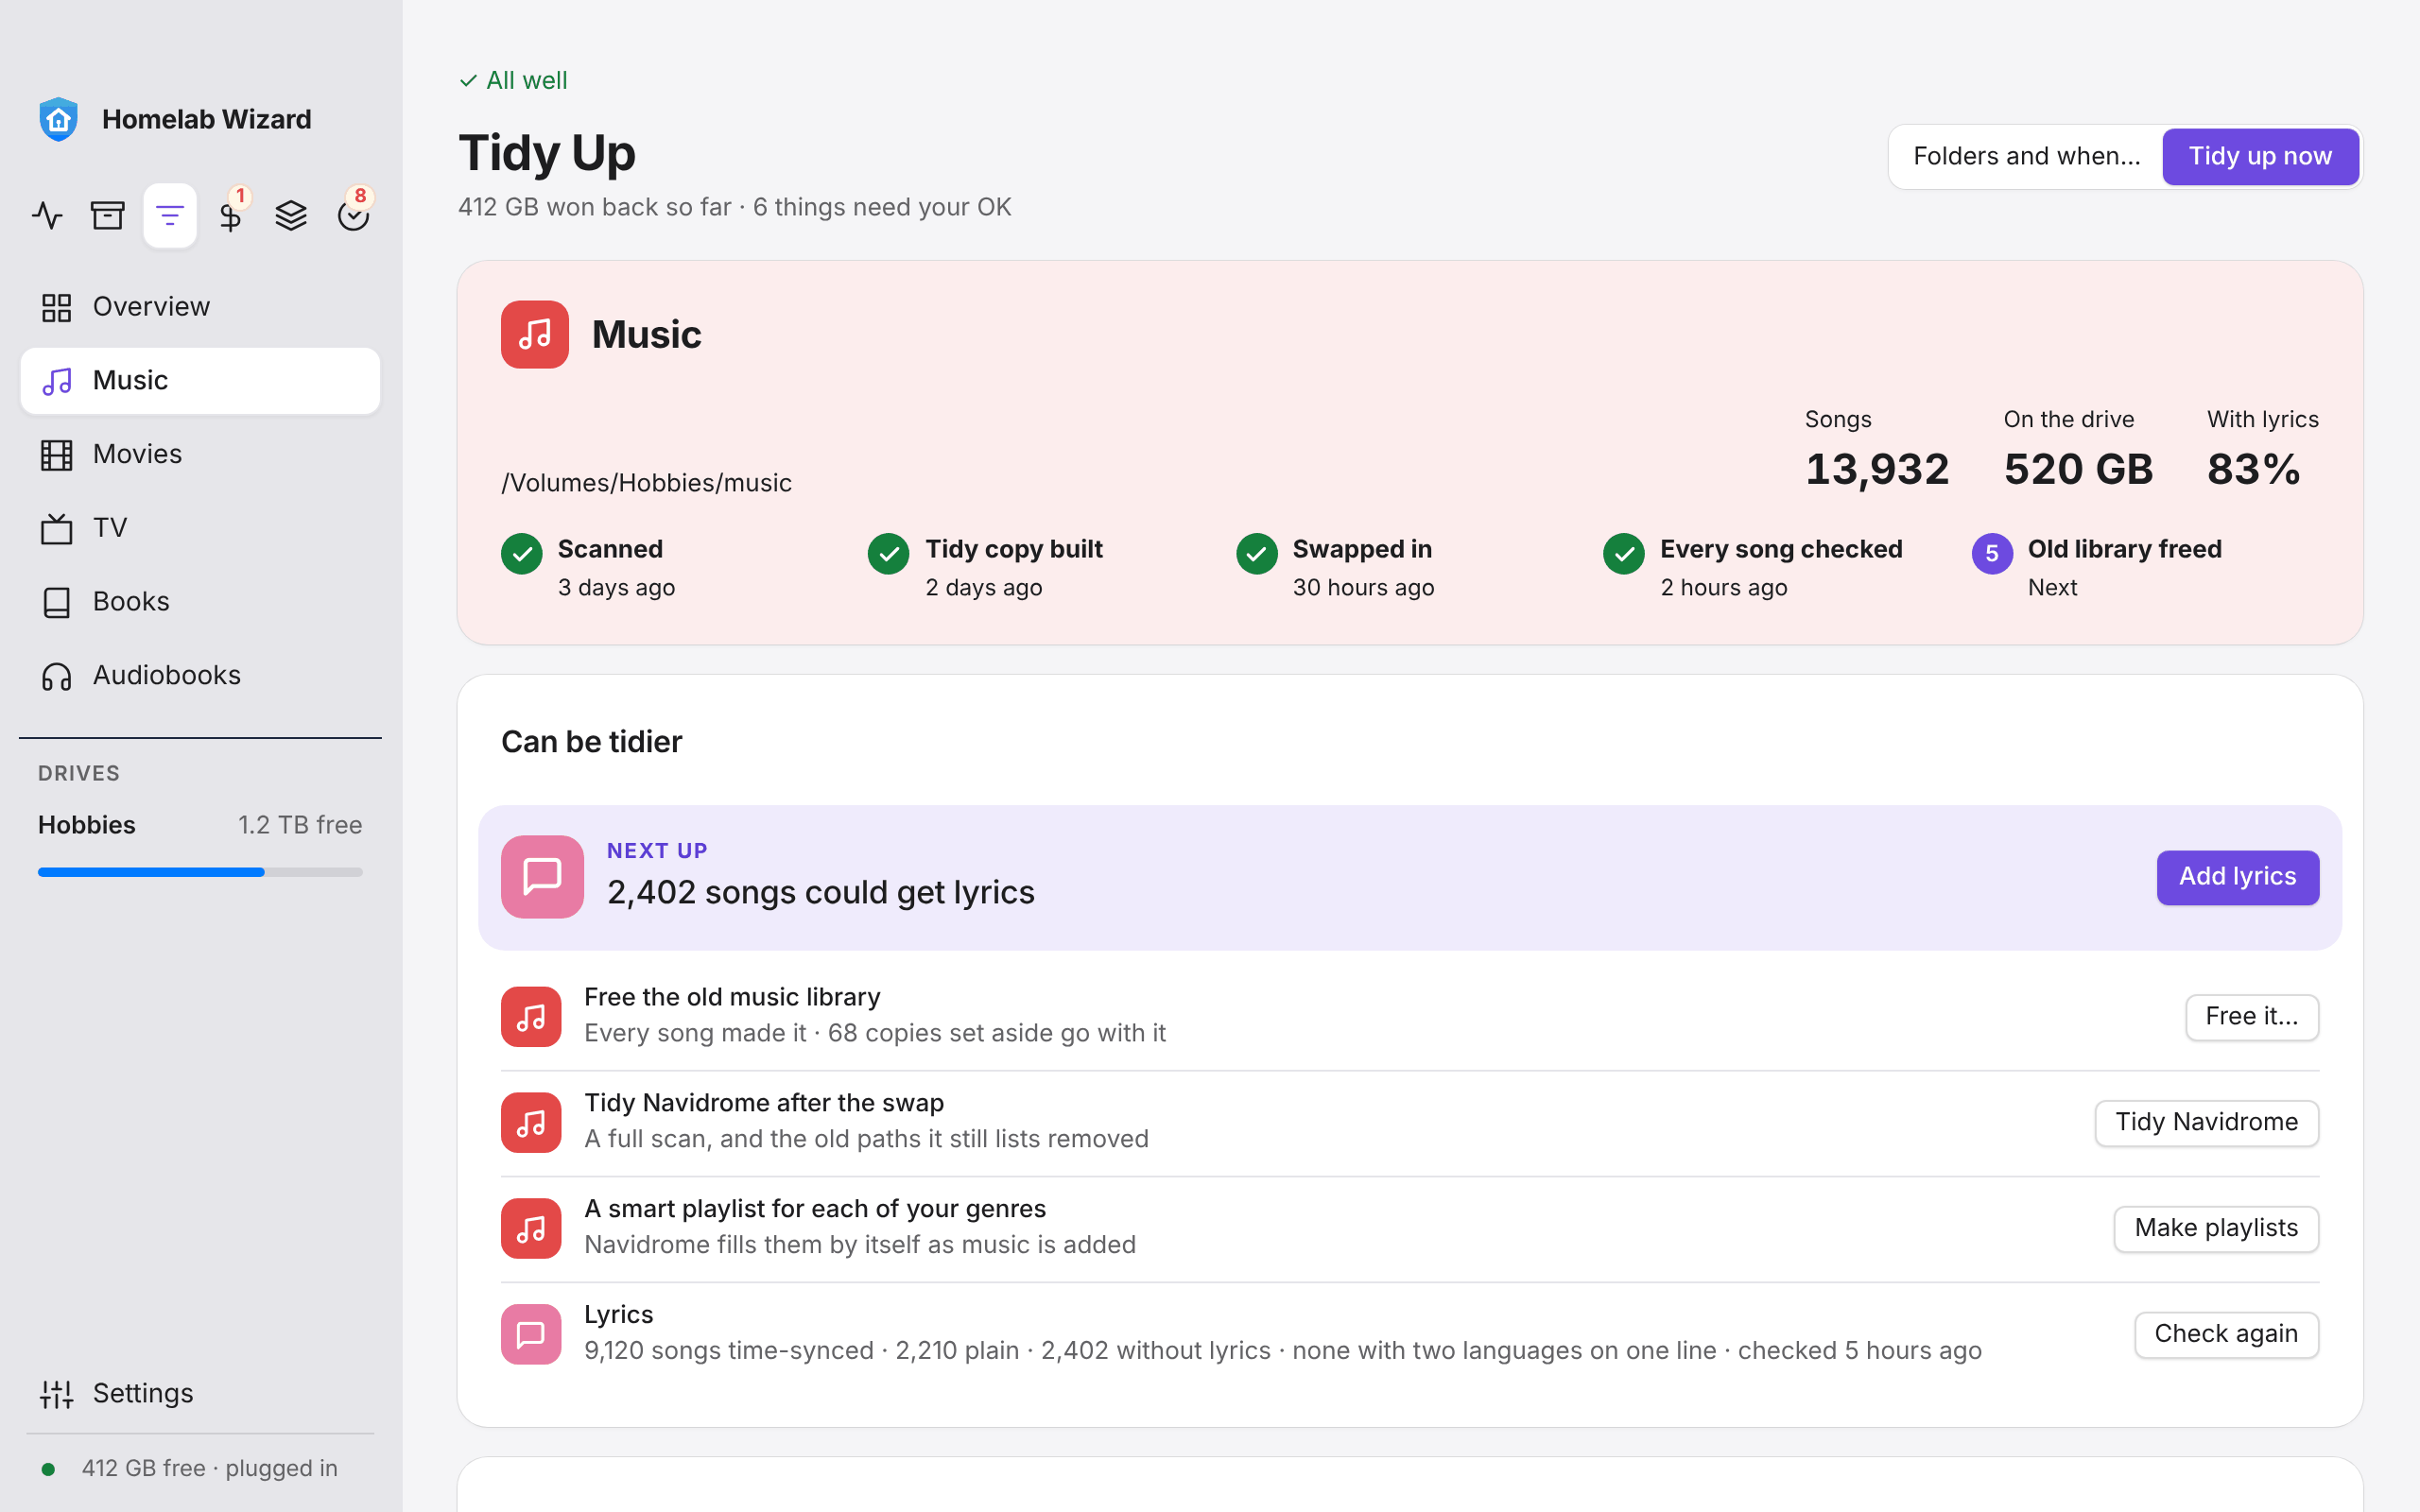 Homelab Wizard
1
8
Overview
Music
Movies
TV
Books
Audiobooks
DRIVES
Hobbies
1.2 TB free
Settings
412 GB free · plugged in
All well
Tidy Up
412 GB won back so far · 6 things need your OK
Folders and when...
Tidy up now
Music
/Volumes/Hobbies/music
Songs
13,932
On the drive
520 GB
With lyrics
83%
Scanned
3 days ago
Tidy copy built
2 days ago
Swapped in
30 hours ago
Every song checked
2 hours ago
5
Old library freed
Next
Can be tidier
NEXT UP
2,402 songs could get lyrics
Add lyrics
Free the old music library
Every song made it · 68 copies set aside go with it
Free it...
Tidy Navidrome after the swap
A full scan, and the old paths it still lists removed
Tidy Navidrome
A smart playlist for each of your genres
Navidrome fills them by itself as music is added
Make playlists
Lyrics
9,120 songs time-synced · 2,210 plain · 2,402 without lyrics · none with two languages on one line · checked 5 hours ago
Check again